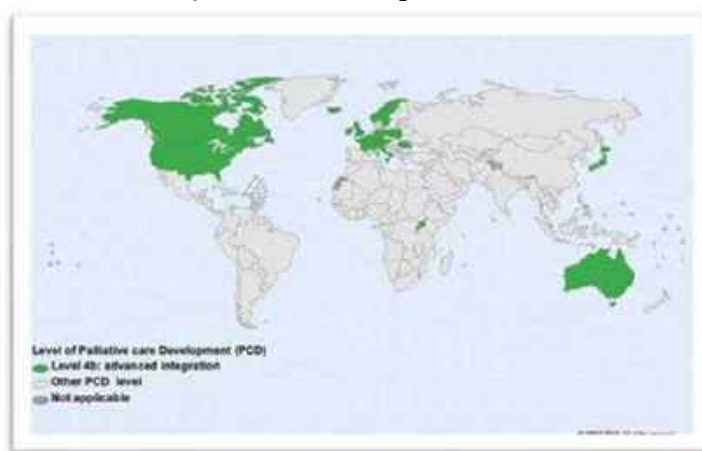 Level of Palliative care Development (PCD)
Level 4b: advanced integration
Other PCD level
Not applicable